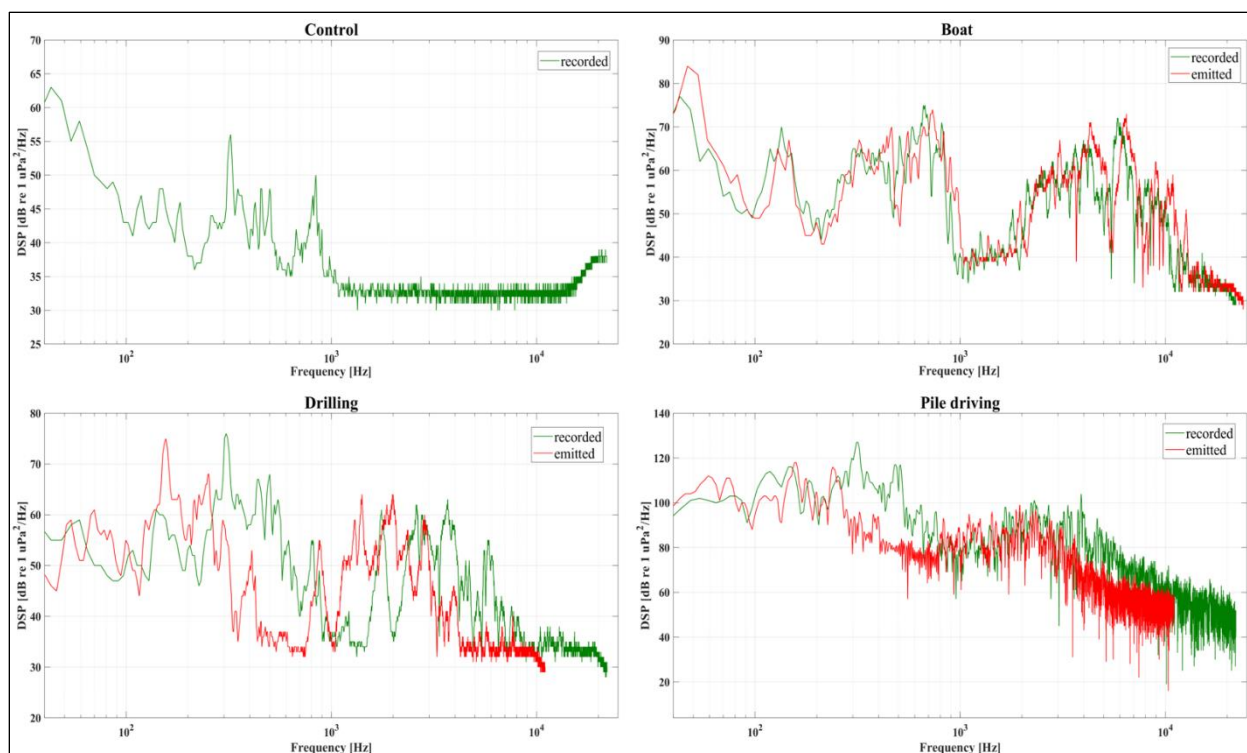 Control
70
65
60
55
50
45
40
35
30
25
DSP [dB re 1 uPa²/Hz]
recorded
10² 10³ 10⁴
Frequency [Hz]
Boat
90
80
70
60
50
40
30
20
DSP [dB re 1 uPa²/Hz]
recorded
emitted
10² 10³ 10⁴
Frequency [Hz]
Drilling
80
70
60
50
40
30
20
DSP [dB re 1 uPa²/Hz]
recorded
emitted
10² 10³ 10⁴
Frequency [Hz]
Pile driving
140
120
100
80
60
40
20
DSP [dB re 1 uPa²/Hz]
recorded
emitted
10² 10³ 10⁴
Frequency [Hz]